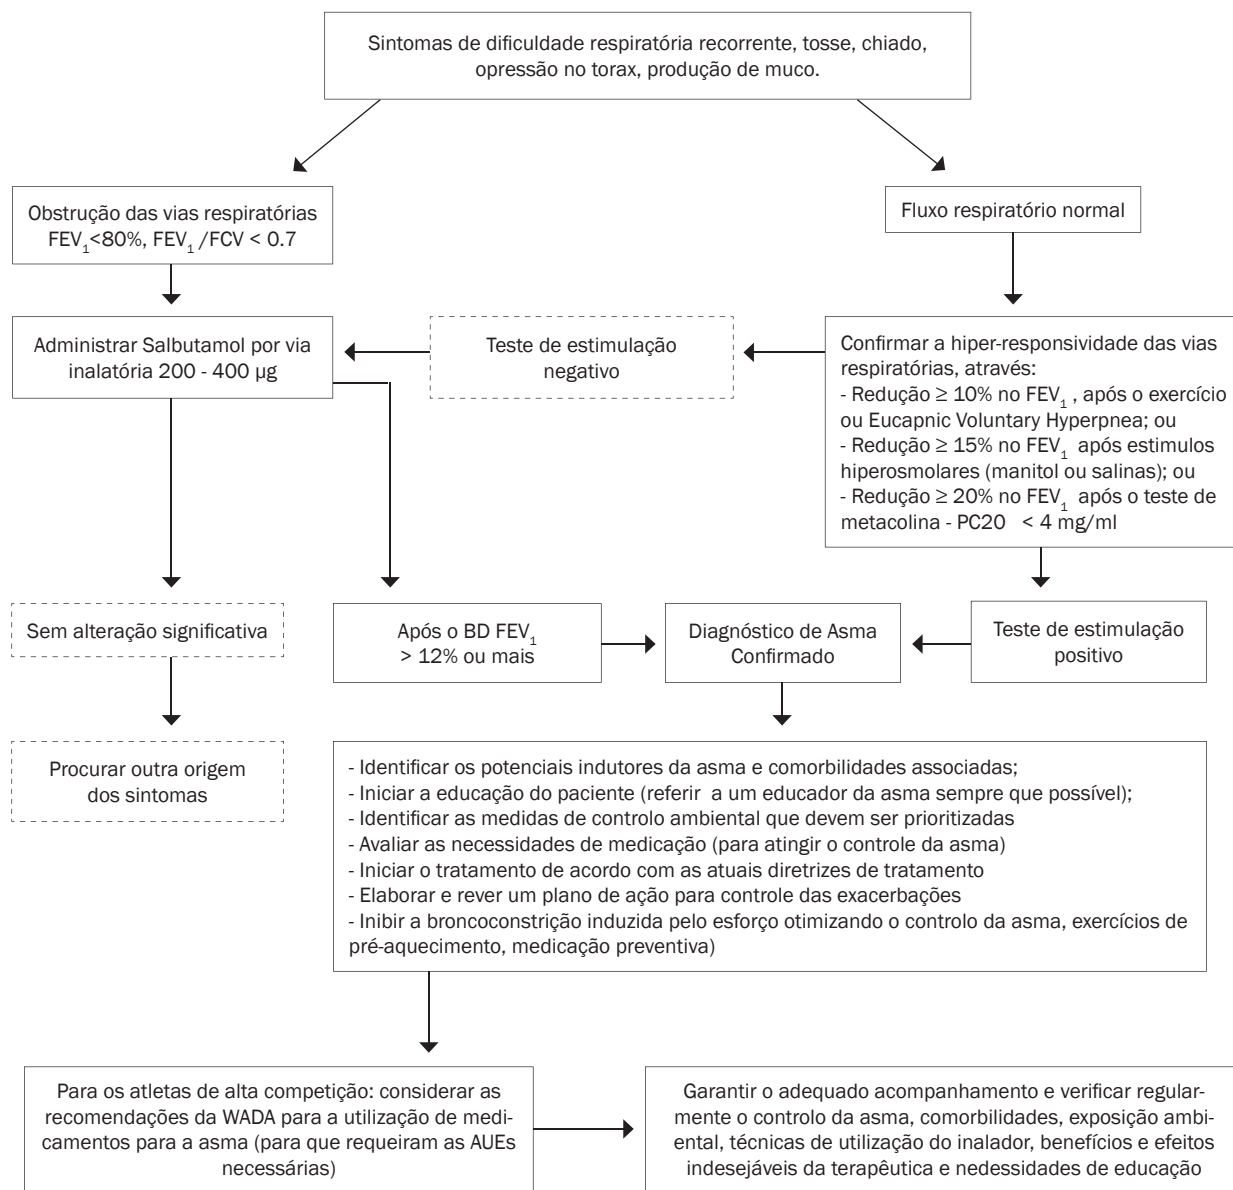 Sintomas de dificuldade respiratória recorrente, tosse, chiado,
opressão no torax, produção de muco.
Obstrução das vias respiratórias
FEV1<80%, FEV1 /FCV < 0.7
Fluxo respiratório normal
Administrar Salbutamol por via
inalatória 200 - 400 µg
Teste de estimulação
negativo
Confirmar a hiper-responsividade das vias
respiratórias, através:
- Redução ≥ 10% no FEV1 , após o exercício
ou Eucapnic Voluntary Hyperpnea; ou
- Redução ≥ 15% no FEV1 após estimulos
hiperosmolares (manitol ou salinas); ou
- Redução ≥ 20% no FEV1 após o teste de
metacolina - PC20 < 4 mg/ml
Sem alteração significativa
Após o BD FEV1
> 12% ou mais
Diagnóstico de Asma
Confirmado
Teste de estimulação
positivo
Procurar outra origem
dos sintomas
- Identificar os potenciais indutores da asma e comorbilidades associadas;
- Iniciar a educação do paciente (referir a um educador da asma sempre que possível);
- Identificar as medidas de controlo ambiental que devem ser prioritizadas
- Avaliar as necessidades de medicação (para atingir o controle da asma)
- Iniciar o tratamento de acordo com as atuais diretrizes de tratamento
- Elaborar e rever um plano de ação para controle das exacerbações
- Inibir a broncoconstrição induzida pelo esforço otimizando o controlo da asma, exercícios de
pré-aquecimento, medicação preventiva)
Para os atletas de alta competição: considerar as
recomendações da WADA para a utilização de medi-
camentos para a asma (para que requeiram as AUEs
necessárias)
Garantir o adequado acompanhamento e verificar regular-
mente o controlo da asma, comorbilidades, exposição ambi-
ental, técnicas de utilização do inalador, benefícios e efeitos
indesejáveis da terapêutica e nedessidades de educação